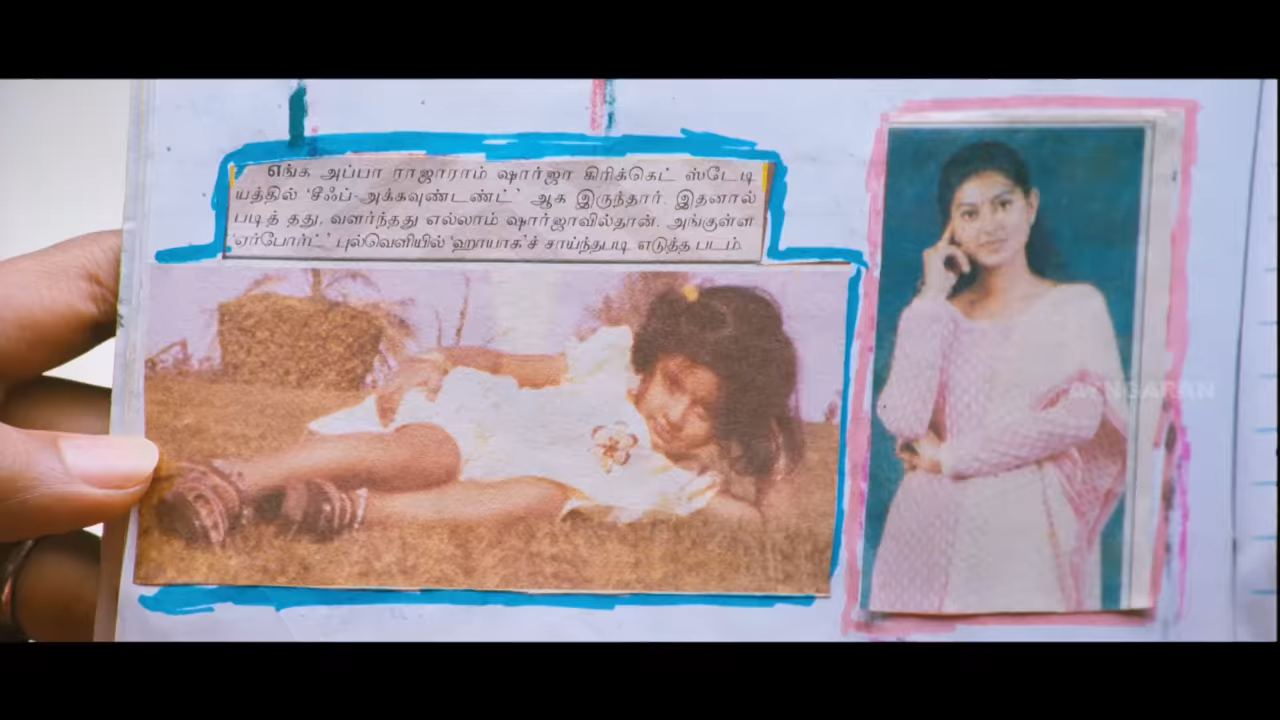 எங்க அப்பா ராஜாராம் ஷார்ஜா கிரிக்கெட் ஸ்டேடி
யத்தில் ‘சீஃப்-அக்கவுண்டண்ட்’ ஆக இருந்தார். இதனால்
படித் தது, வளர்ந்தது எல்லாம் ஷார்ஜாவில்தான். அங்குள்ள
‘ஏர்போர்ட்’ புல்வெளியில் ‘ஹாயாக’ச் சாய்ந்தபடி எடுத்த படம்
AYNGARAN